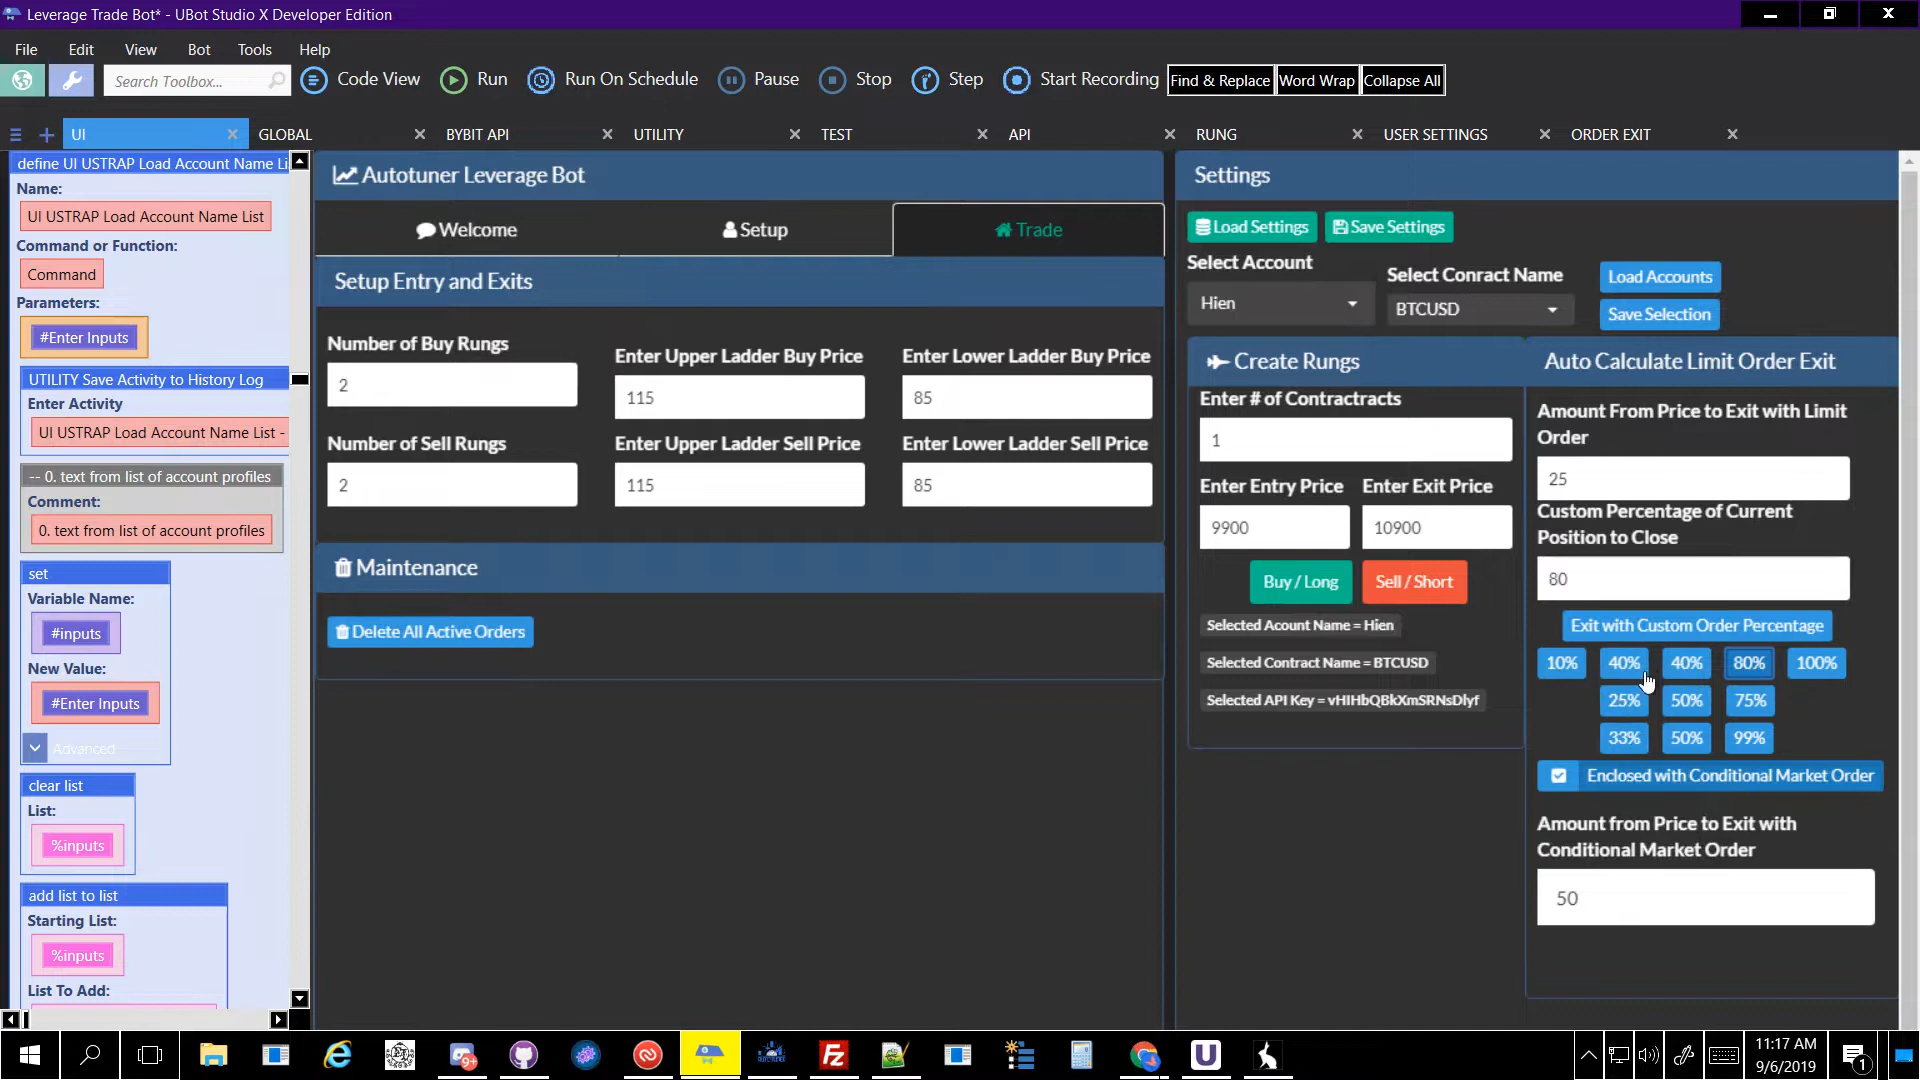 Leverage Trade Bot* - UBot Studio X Developer Edition
File Edit View Bot Tools Help
Search Toolbox...
Code View
Run
Run On Schedule
Pause
Stop
Step
Start Recording
Find & Replace
Word Wrap
Collapse All
UI
GLOBAL
BYBIT API
UTILITY
TEST
API
RUNG
USER SETTINGS
ORDER EXIT
define UI USTRAP Load Account Name Li
Name:
UI USTRAP Load Account Name List
Command or Function:
Command
Parameters:
#Enter Inputs
UTILITY Save Activity to History Log
Enter Activity
UI USTRAP Load Account Name List -
-- 0. text from list of account profiles
Comment:
0. text from list of account profiles
set
Variable Name:
#inputs
New Value:
#Enter Inputs
Advanced
clear list
List:
%inputs
add list to list
Starting List:
%inputs
List To Add:
Autotuner Leverage Bot
Welcome
Setup
Trade
Setup Entry and Exits
Number of Buy Rungs
2
Enter Upper Ladder Buy Price
115
Enter Lower Ladder Buy Price
85
Number of Sell Rungs
2
Enter Upper Ladder Sell Price
115
Enter Lower Ladder Sell Price
85
Maintenance
Delete All Active Orders
Settings
Load Settings
Save Settings
Select Account
Hien
Select Conract Name
BTCUSD
Load Accounts
Save Selection
Create Rungs
Enter # of Contractracts
1
Enter Entry Price
9900
Enter Exit Price
10900
Buy / Long
Sell / Short
Selected Acount Name = Hien
Selected Contract Name = BTCUSD
Selected API Key = vHIHbQBkXmSRNsDlyf
Auto Calculate Limit Order Exit
Amount From Price to Exit with Limit
Order
25
Custom Percentage of Current
Position to Close
80
Exit with Custom Order Percentage
10% 40% 40% 80% 100%
25% 50% 75%
33% 50% 99%
Enclosed with Conditional Market Order
Amount from Price to Exit with
Conditional Market Order
50
9+
11:17 AM
9/6/2019
1